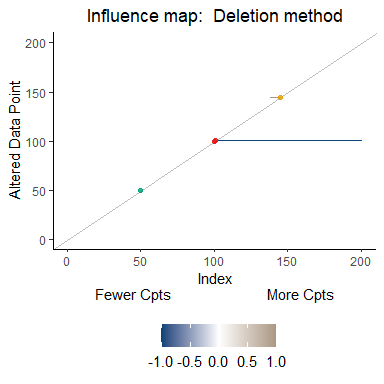 Influence map:  Deletion method
Altered Data Point
200
150
100
50
0
0 50 100 150 200
Index
Fewer Cpts More Cpts
-1.0 -0.5 0.0 0.5 1.0